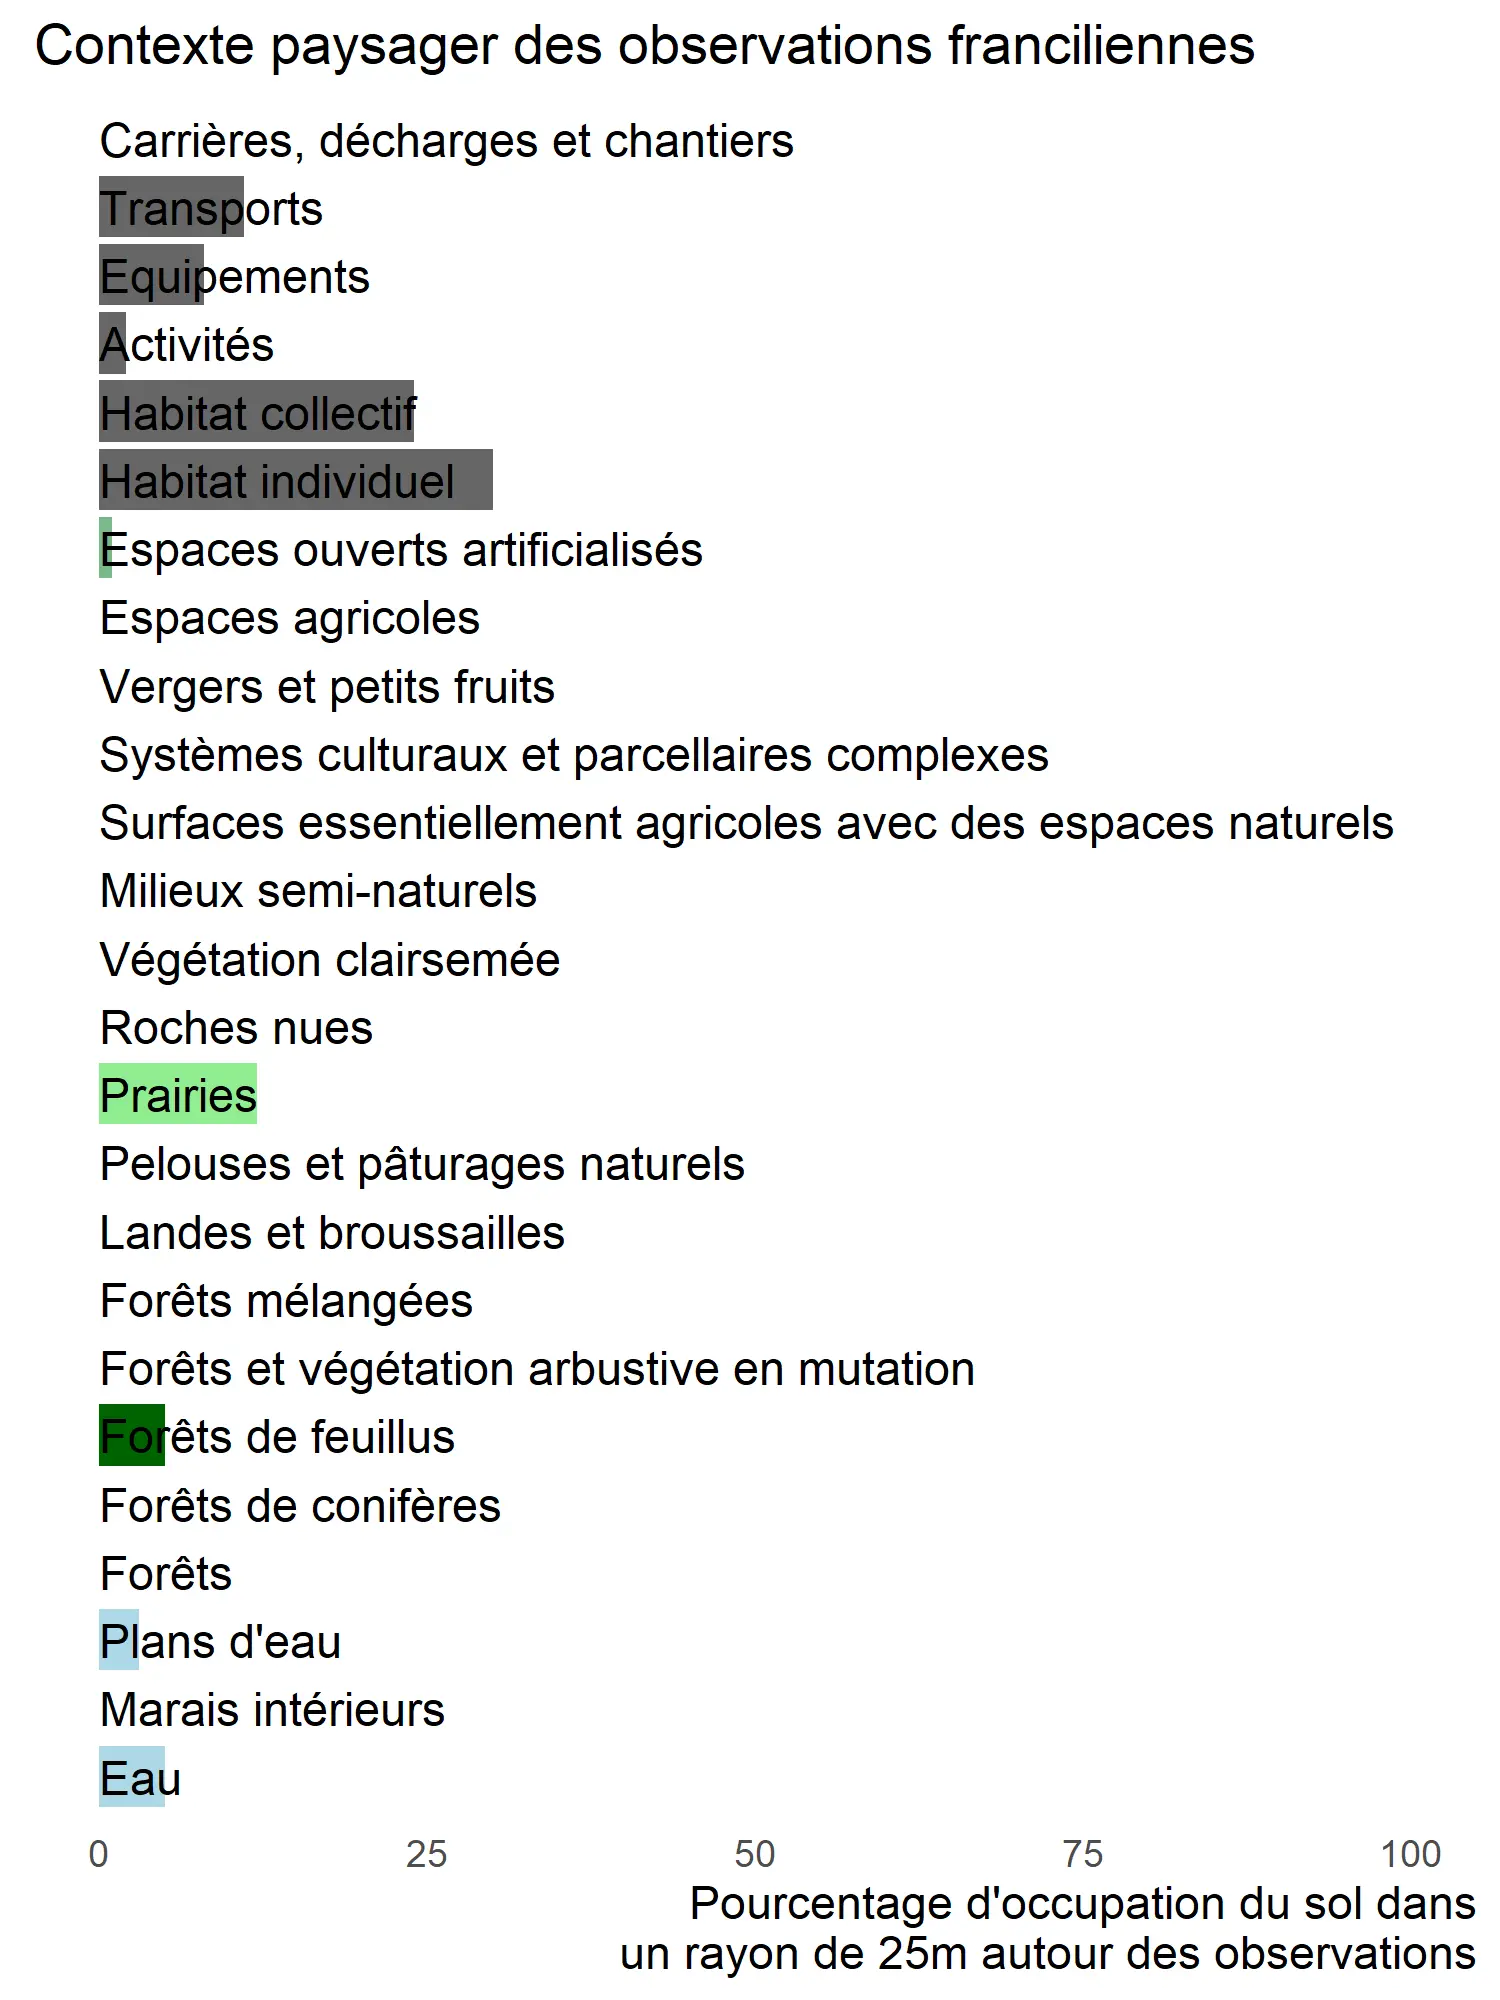 Contexte paysager des observations franciliennes
Carrières, décharges et chantiers
Transports
Equipements
Activités
Habitat collectif
Habitat individuel
Espaces ouverts artificialisés
Espaces agricoles
Vergers et petits fruits
Systèmes culturaux et parcellaires complexes
Surfaces essentiellement agricoles avec des espaces naturels
Milieux semi-naturels
Végétation clairsemée
Roches nues
Prairies
Pelouses et pâturages naturels
Landes et broussailles
Forêts mélangées
Forêts et végétation arbustive en mutation
Forêts de feuillus
Forêts de conifères
Forêts
Plans d'eau
Marais intérieurs
Eau
0 25 50 75 100
Pourcentage d'occupation du sol dans
un rayon de 25m autour des observations